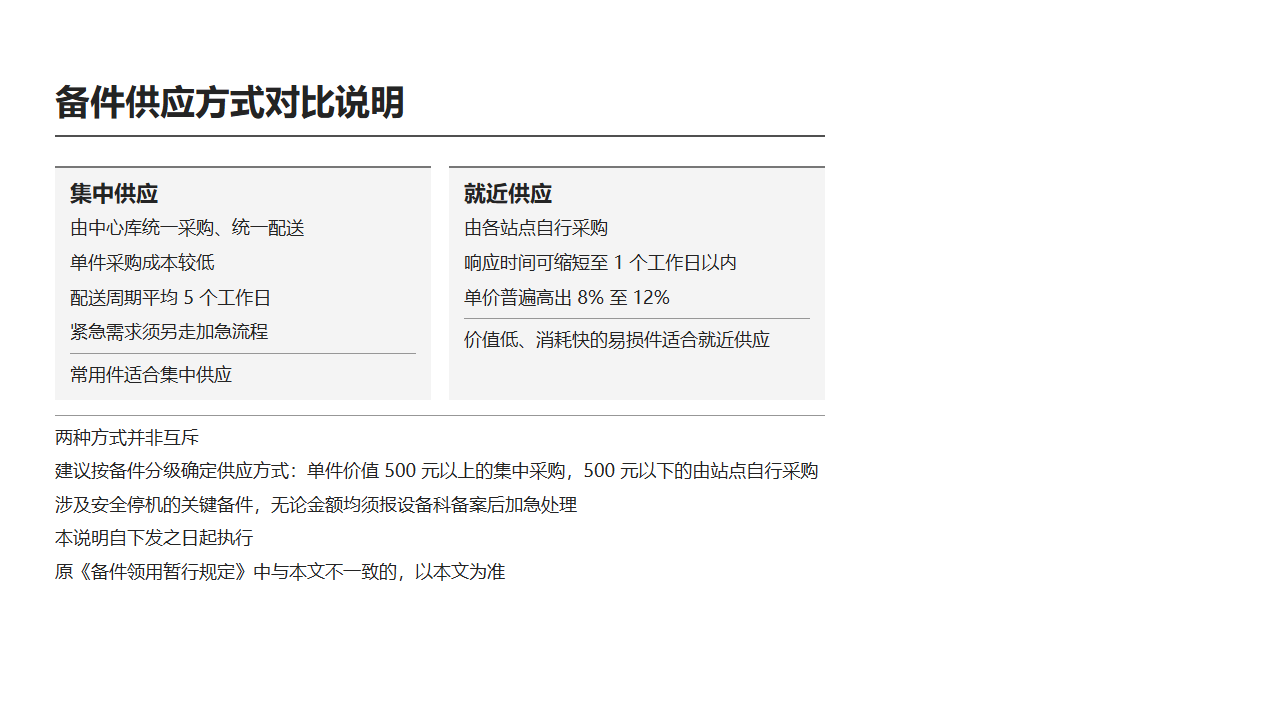 备件供应方式对比说明
集中供应
由中心库统一采购、统一配送
单件采购成本较低
配送周期平均 5 个工作日
紧急需求须另走加急流程
常用件适合集中供应
就近供应
由各站点自行采购
响应时间可缩短至 1 个工作日以内
单价普遍高出 8% 至 12%
价值低、消耗快的易损件适合就近供应
两种方式并非互斥
建议按备件分级确定供应方式：单件价值 500 元以上的集中采购，500 元以下的由站点自行采购
涉及安全停机的关键备件，无论金额均须报设备科备案后加急处理
本说明自下发之日起执行
原《备件领用暂行规定》中与本文不一致的，以本文为准